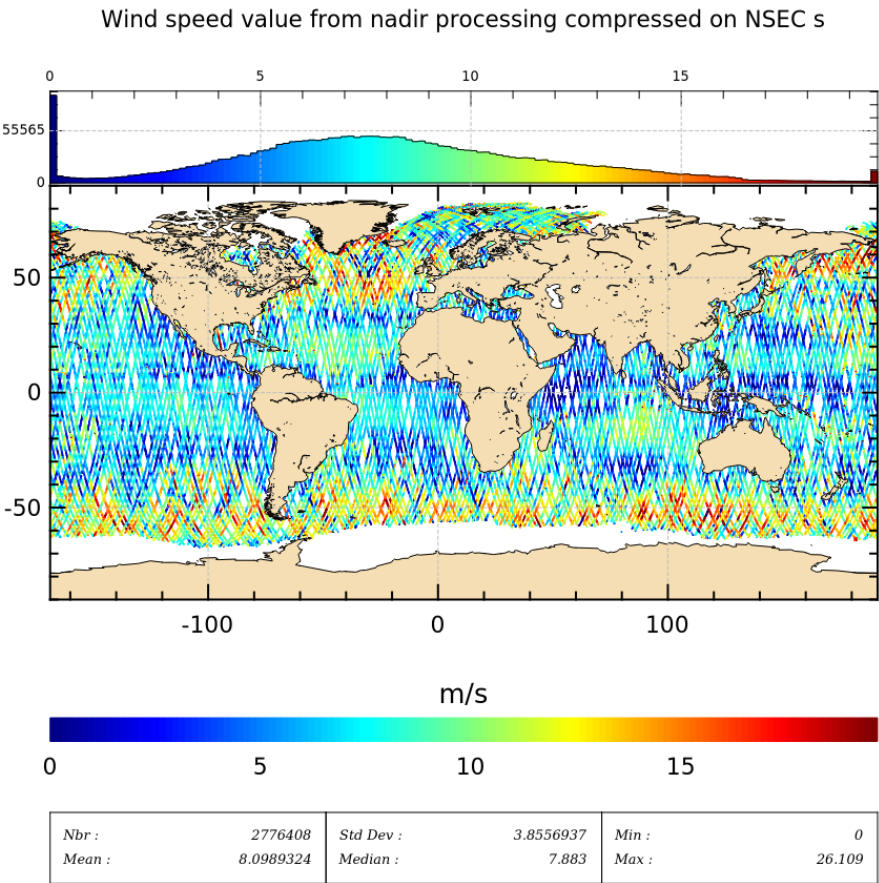 Wind speed value from nadir processing compressed on NSEC s
0 5 10 15
55565
0
50
0
-50
-100 0 100
m/s
0 5 10 15
Nbr : 2776408 Std Dev : 3.8556937 Min : 0
Mean : 8.0989324 Median : 7.883 Max : 26.109